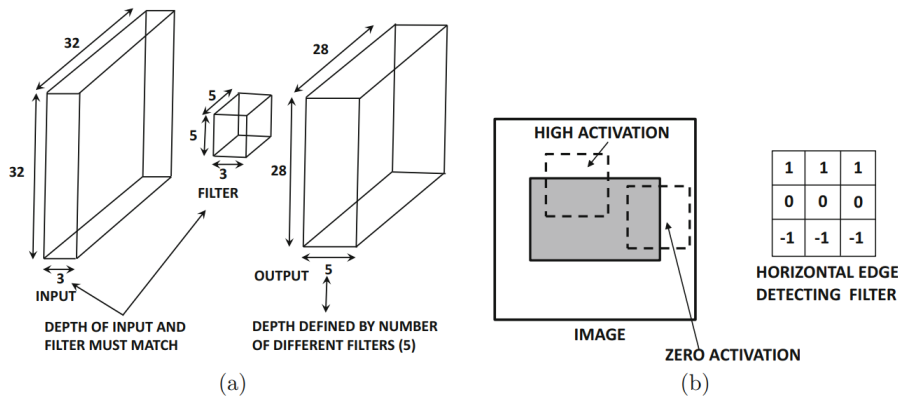 32
32
3
INPUT
5
5
3
FILTER
28
28
5
OUTPUT
DEPTH OF INPUT AND
FILTER MUST MATCH
DEPTH DEFINED BY NUMBER
OF DIFFERENT FILTERS (5)
(a)
HIGH ACTIVATION
IMAGE
ZERO ACTIVATION
1 1 1
0 0 0
-1 -1 -1
HORIZONTAL EDGE
DETECTING FILTER
(b)